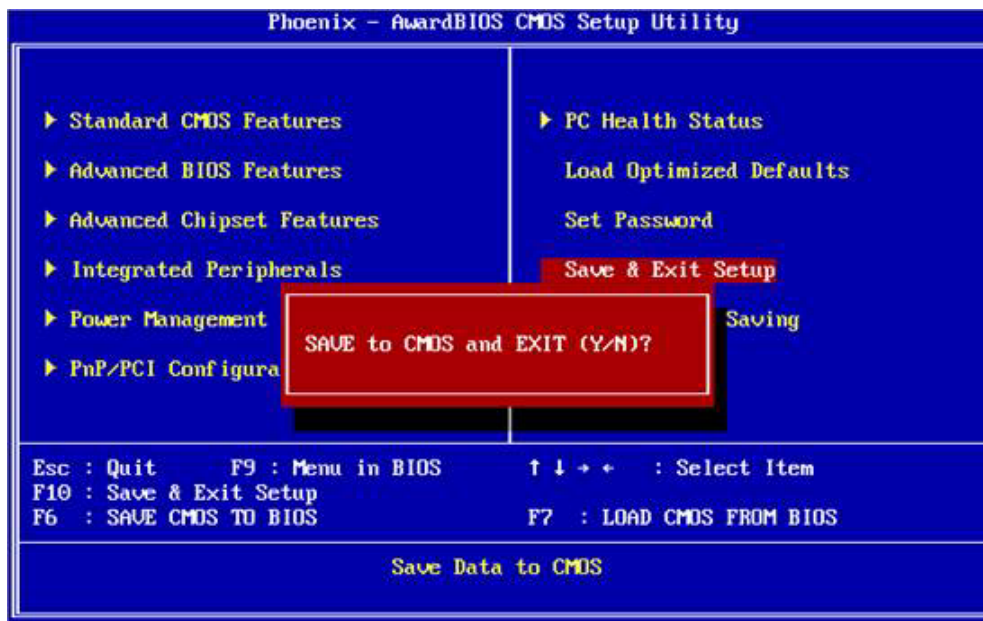 Phoenix - AwardBIOS CMOS Setup Utility
Standard CMOS Features
Advanced BIOS Features
Advanced Chipset Features
Integrated Peripherals
Power Management
PnP/PCI Configura
PC Health Status
Load Optimized Defaults
Set Password
Save & Exit Setup
Saving
SAVE to CMOS and EXIT (Y/N)?
Esc : Quit F9 : Menu in BIOS ↑ ↓ → ← : Select Item
F10 : Save & Exit Setup
F6 : SAVE CMOS TO BIOS F7 : LOAD CMOS FROM BIOS
Save Data to CMOS